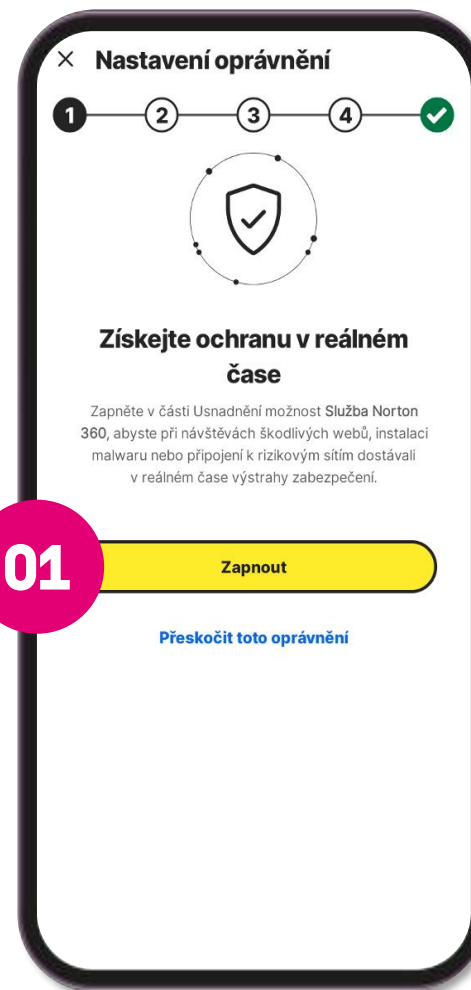 Nastavení oprávnění
1 2 3 4
Získejte ochranu v reálném
čase
Zapněte v části Usnadnění možnost Služba Norton
360, abyste při návštěvách škodlivých webů, instalaci
malwaru nebo připojení k rizikovým sítím dostávali
v reálném čase výstrahy zabezpečení.
01
Zapnout
Přeskočit toto oprávnění